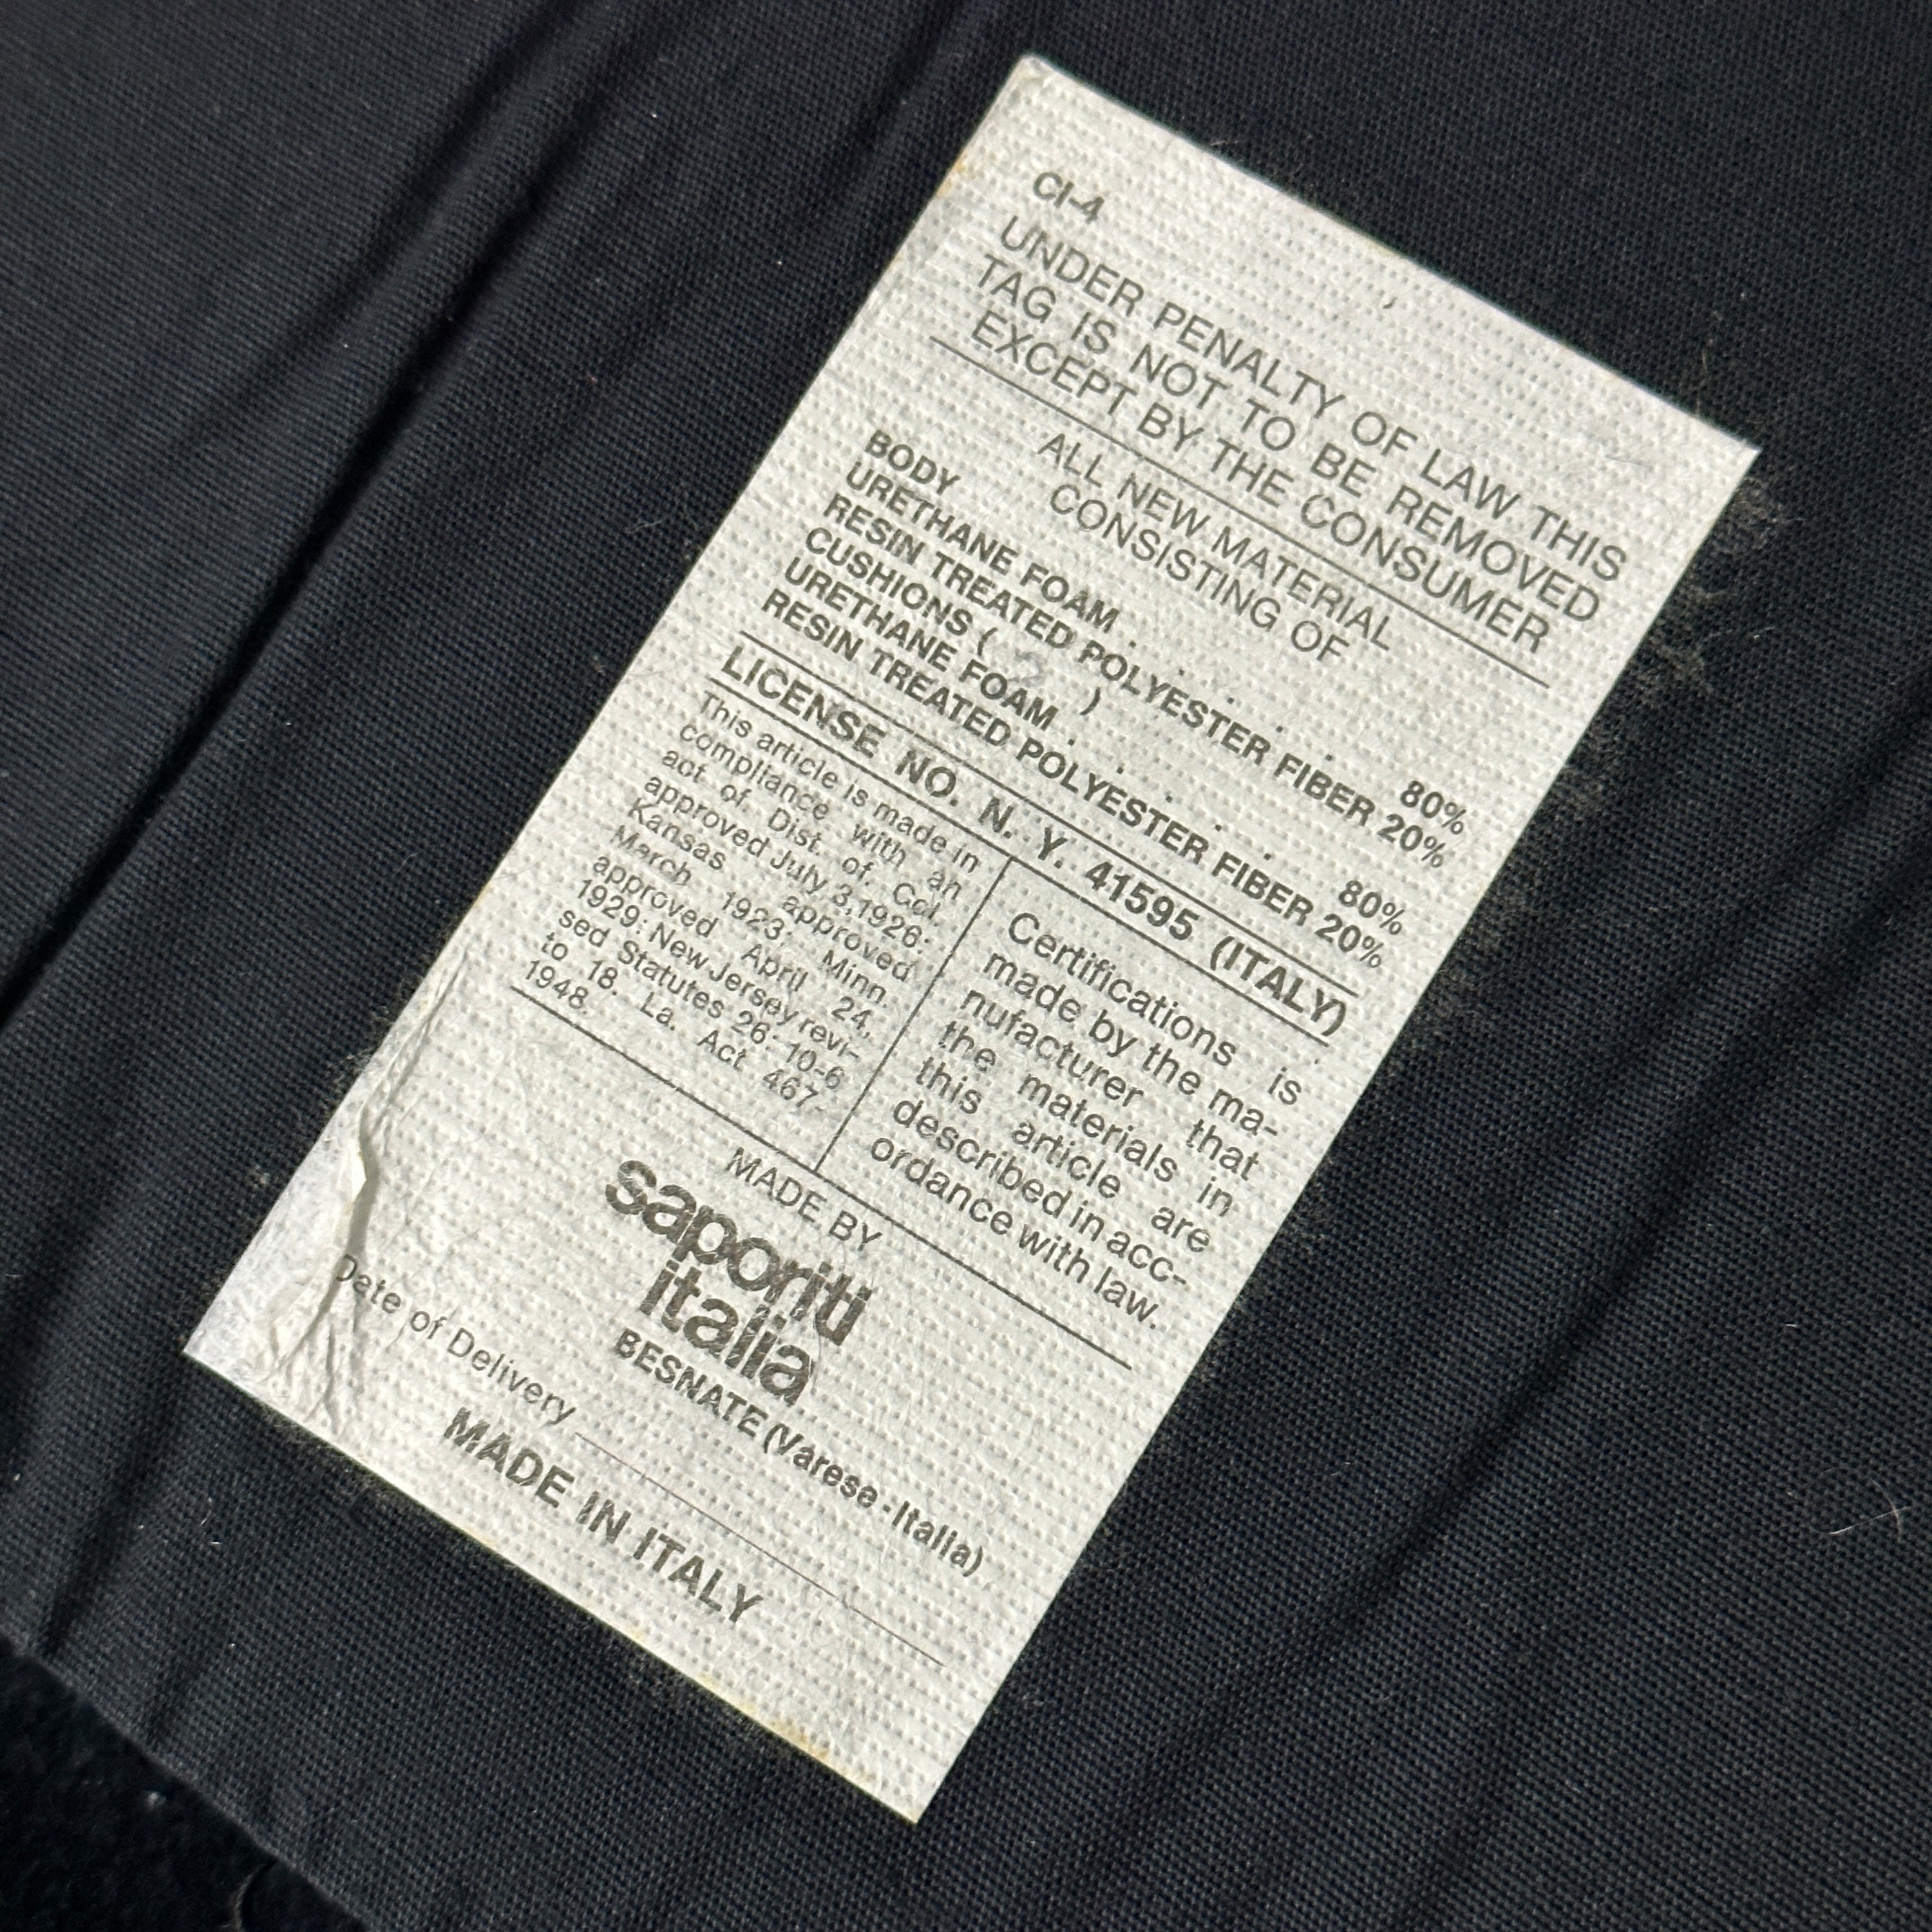 CI-4
UNDER PENALTY OF LAW THIS
TAG IS NOT TO BE REMOVED
EXCEPT BY THE CONSUMER
ALL NEW MATERIAL
CONSISTING OF
BODY
URETHANE FOAM . . . . . . 80%
RESIN TREATED POLYESTER FIBER 20%
CUSHIONS ( 2 )
URETHANE FOAM . . . . . . 80%
RESIN TREATED POLYESTER FIBER 20%
LICENSE NO. N. Y. 41595 (ITALY)
This article is made in
compliance with an
act. of. Dist. of. Col.
approved July 3,1926:
Kansas approved
March 1923; Minn.
approved April 24,
1929: New Jersey revi-
sed Statutes 26: 10-6
to 18. La. Act 467-
1948.
Certifications is
made by the ma-
nufacturer that
the materials in
this article are
described in acc-
ordance with law.
MADE BY
saporiti
italia
BESNATE (Varese - Italia)
Date of Delivery
MADE IN ITALY